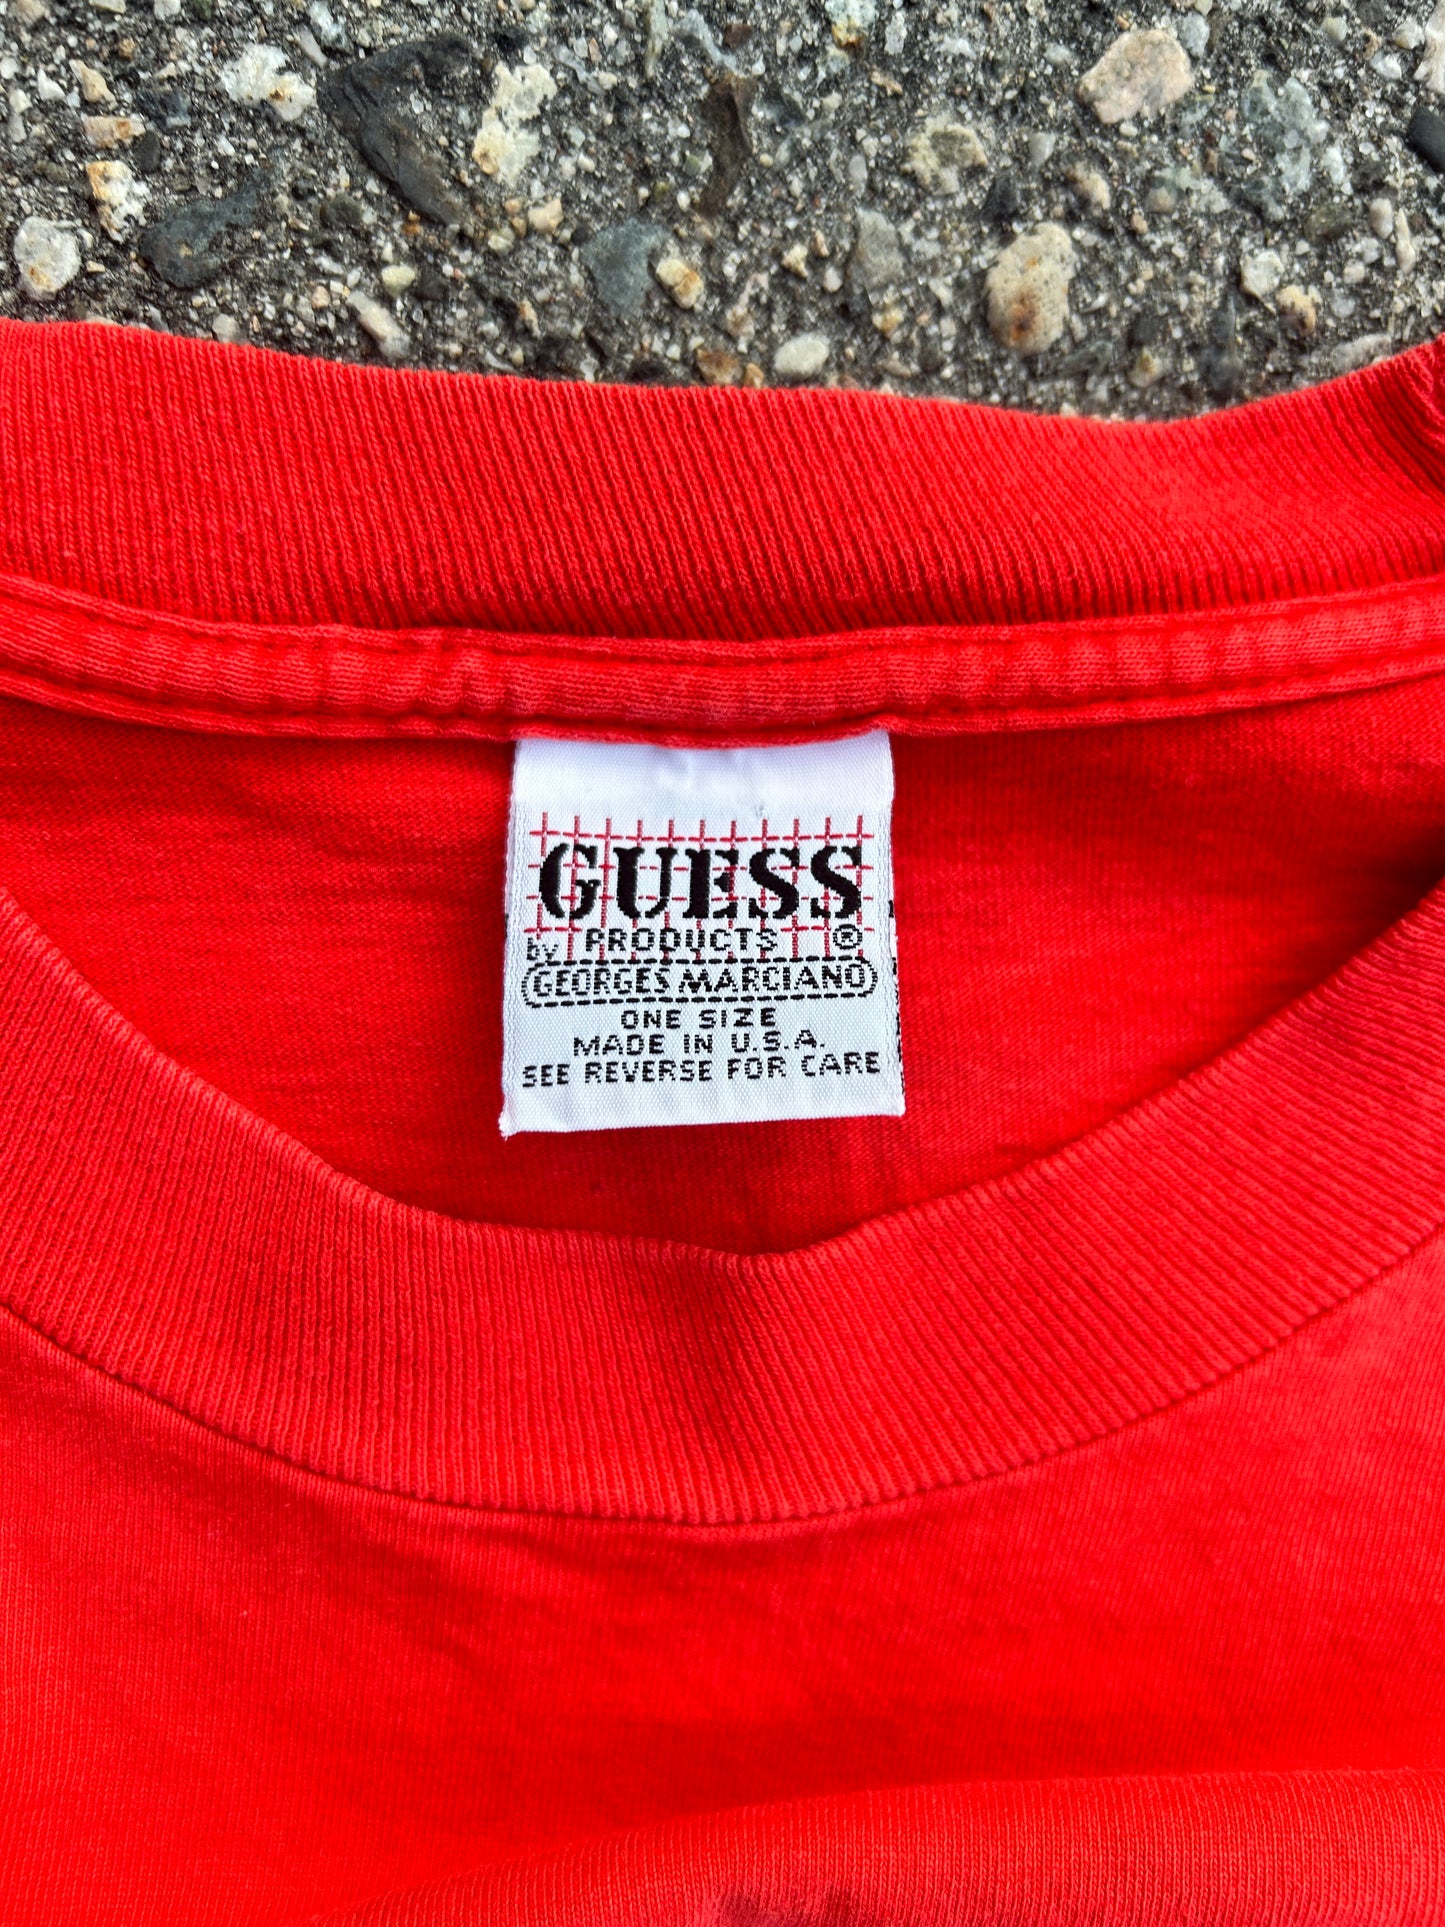 GUESS
by PRODUCTS ®
GEORGES MARCIANO
ONE SIZE
MADE IN U.S.A.
SEE REVERSE FOR CARE